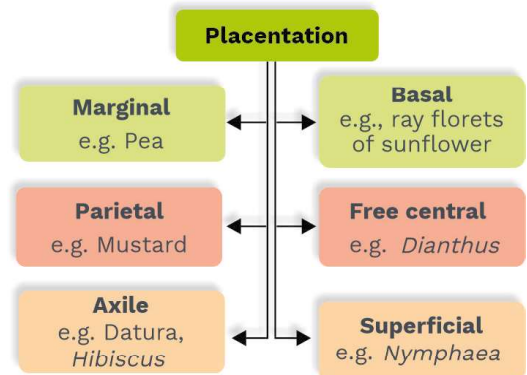 Placentation
Marginal
e.g. Pea
Basal
e.g., ray florets
of sunflower
Parietal
e.g. Mustard
Free central
e.g. Dianthus
Axile
e.g. Datura,
Hibiscus
Superficial
e.g. Nymphaea